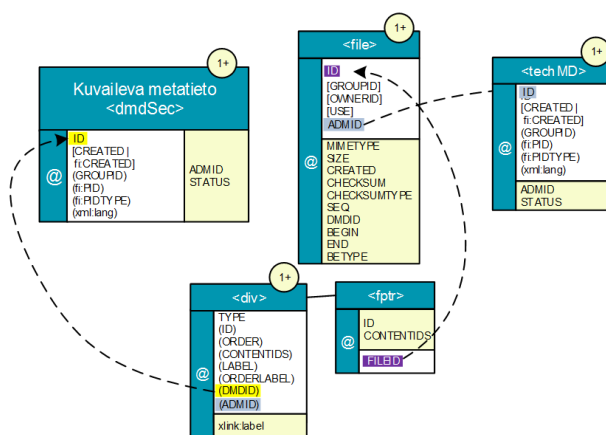 1+
Kuvaileva metatieto
<dmdSec>
@
ID
[CREATED |
fi:CREATED]
(GROUPID)
(fi:PID)
(fi:PIDTYPE)
(xml:lang)
ADMID
STATUS
1+
<file>
@
ID
[GROUPID]
[OWNERID]
[USE]
ADMID
MIMETYPE
SIZE
CREATED
CHECKSUM
CHECKSUMTYPE
SEQ
DMDID
BEGIN
END
BETYPE
1+
<tech MD>
@
ID
[CREATED |
fi:CREATED]
(GROUPID)
(fi:PID)
(fi:PIDTYPE)
(xml:lang)
ADMID
STATUS
1+
<div>
@
TYPE
(ID)
(ORDER)
(CONTENTIDS)
(LABEL)
(ORDERLABEL)
(DMDID)
(ADMID)
xlink:label
<fptr>
@
ID
CONTENTIDS
FILEID